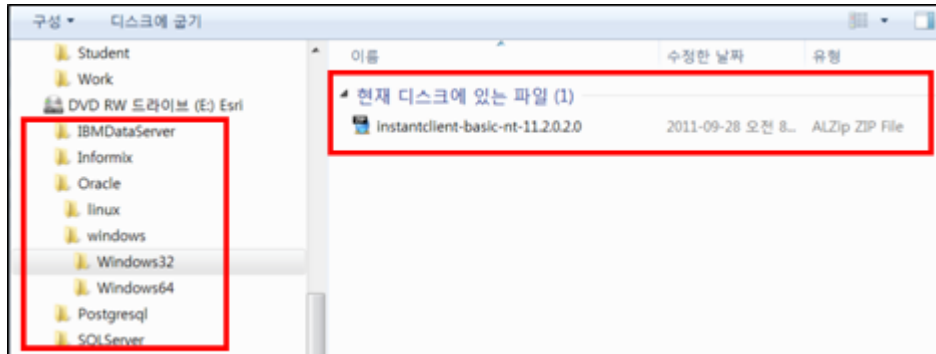 구성 디스크에 굽기
Student
Work
DVD RW 드라이브 (E:) Esri
IBMDataServer
Informix
Oracle
linux
windows
Windows32
Windows64
Postgresql
SQLServer
이름 수정한 날짜 유형
현재 디스크에 있는 파일 (1)
instantclient-basic-nt-11.2.0.2.0 2011-09-28 오전 8... ALZip ZIP File